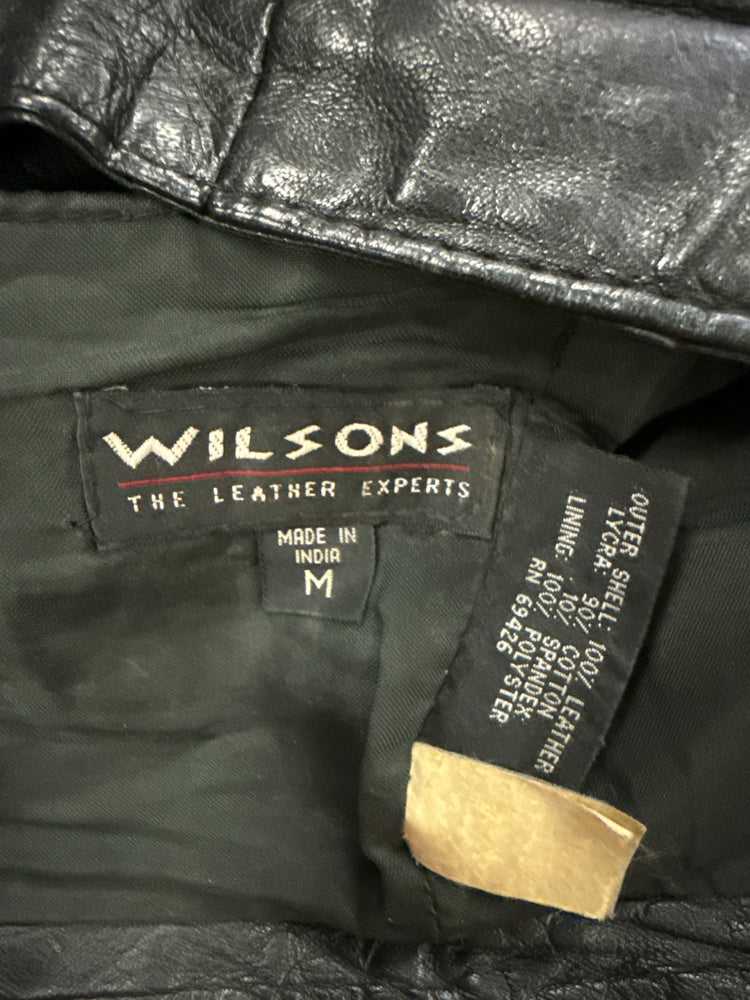 WILSONS
THE LEATHER EXPERTS
MADE IN
INDIA
M
OUTER SHELL: 100% LEATHER
LYCRA: 90% COTTON
10% SPANDEX
LINING: 100% POLYSTER
RN 69426